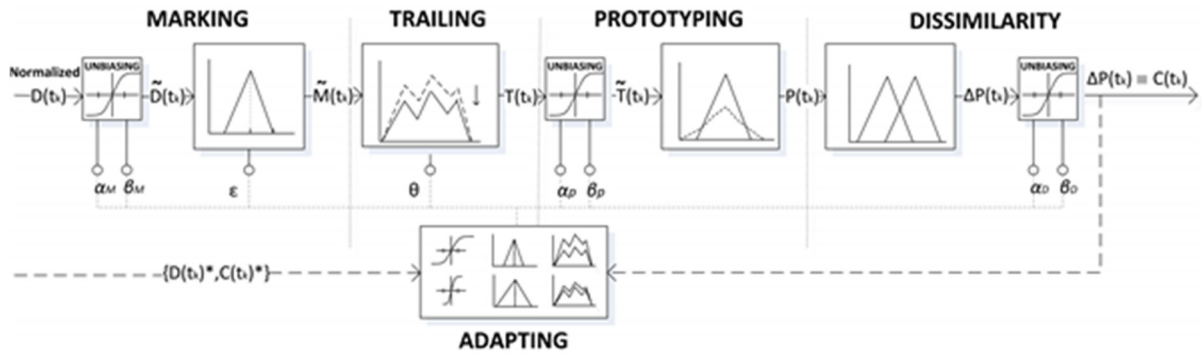 MARKING TRAILING PROTOTYPING DISSIMILARITY
UNBIASING UNBIASING UNBIASING
Normalized
D(tₖ) D̃(tₖ) M̃(tₖ) T(tₖ) T̃(tₖ) P(tₖ) ΔP(tₖ) ΔP(tₖ) ≡ C(tₖ)
α_M β_M ε θ α_p β_p α_D β_D
{D(tₖ)*,C(tₖ)*}
ADAPTING